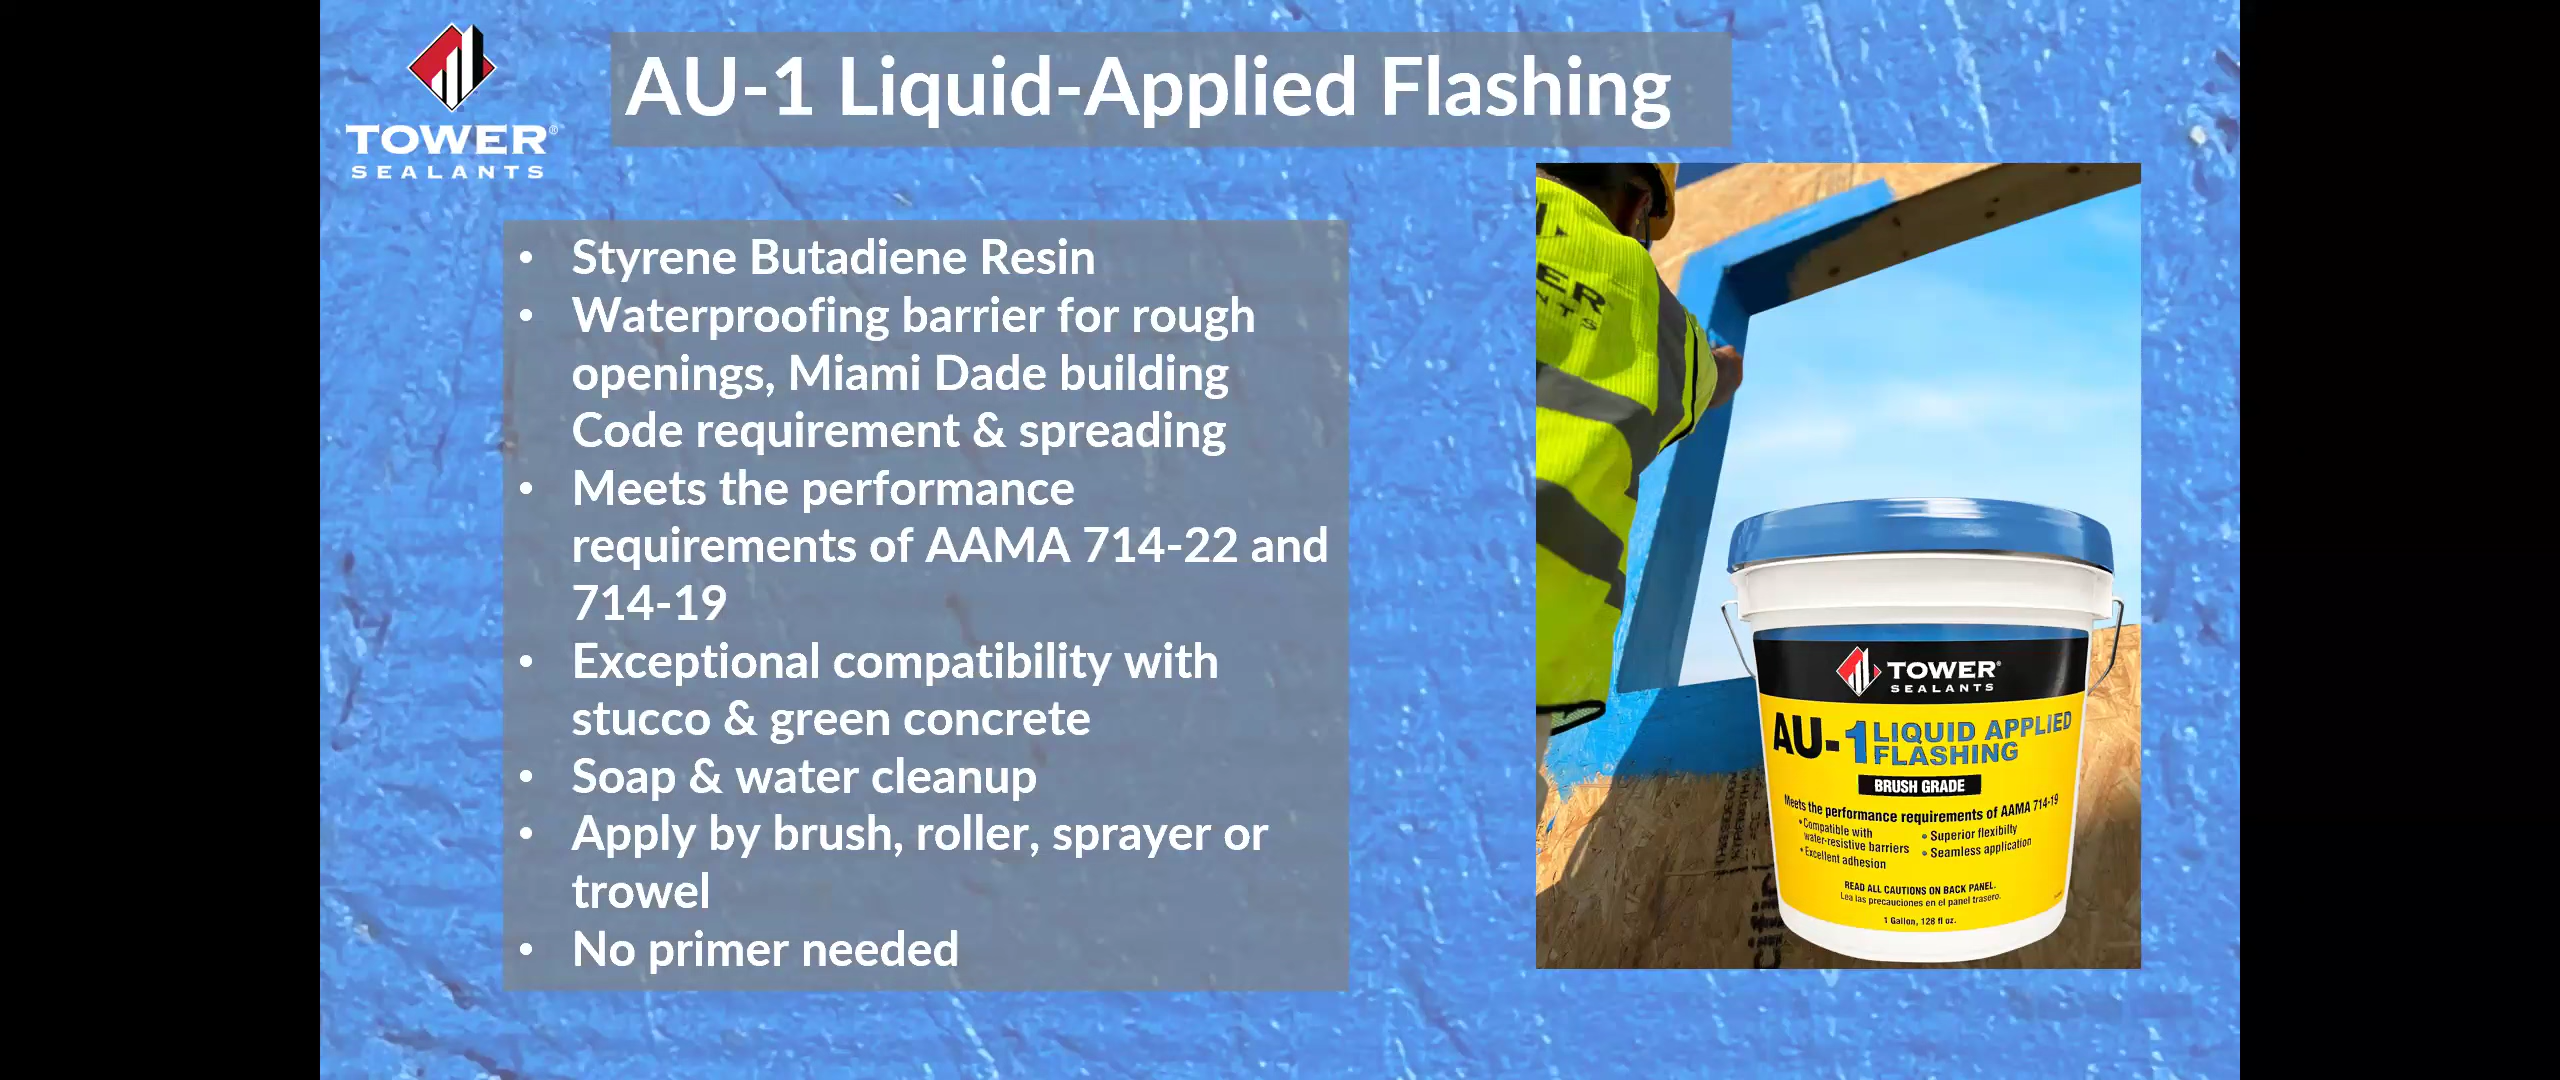 TOWER®
SEALANTS
AU-1 Liquid-Applied Flashing
• Styrene Butadiene Resin
• Waterproofing barrier for rough
openings, Miami Dade building
Code requirement & spreading
• Meets the performance
requirements of AAMA 714-22 and
714-19
• Exceptional compatibility with
stucco & green concrete
• Soap & water cleanup
• Apply by brush, roller, sprayer or
trowel
• No primer needed
TOWER®
SEALANTS
AU-1 LIQUID APPLIED
FLASHING
BRUSH GRADE
Meets the performance requirements of AAMA 714-19
• Compatible with
water-resistive barriers
• Excellent adhesion
• Superior flexibilty
• Seamless application
READ ALL CAUTIONS ON BACK PANEL.
Lea las precauciones en el panel trasero.
1 Gallon, 128 fl oz.